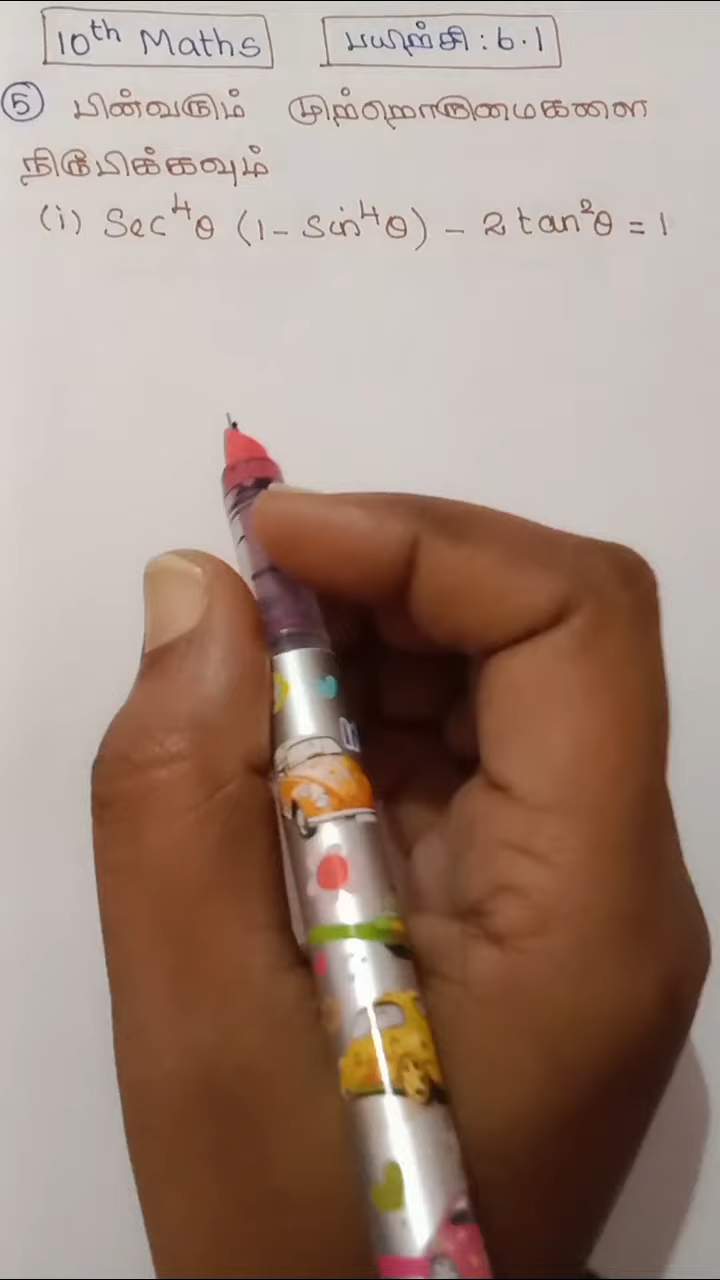 10th Maths பயிற்சி : 6.1
5 பின்வரும் முற்றொருமைகளை
நிரூபிக்கவும்
(i) Sec⁴θ (1 - Sin⁴θ) - 2 tan²θ = 1